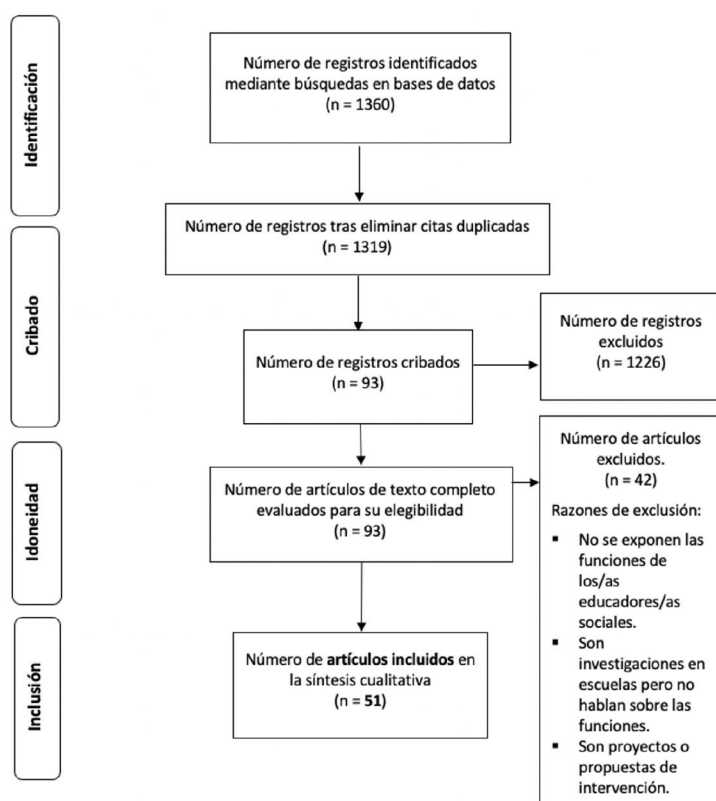 Identificación
Número de registros identificados
mediante búsquedas en bases de datos
(n = 1360)
Número de registros tras eliminar citas duplicadas
(n = 1319)
Cribado
Número de registros cribados
(n = 93)
Número de registros
excluidos
(n = 1226)
Idoneidad
Número de artículos de texto completo
evaluados para su elegibilidad
(n = 93)
Número de artículos
excluidos.
(n = 42)
Razones de exclusión:
▪ No se exponen las
funciones de
los/as
educadores/as
sociales.
▪ Son
investigaciones en
escuelas pero no
hablan sobre las
funciones.
▪ Son proyectos o
propuestas de
intervención.
Inclusión
Número de artículos incluidos en
la síntesis cualitativa
(n = 51)